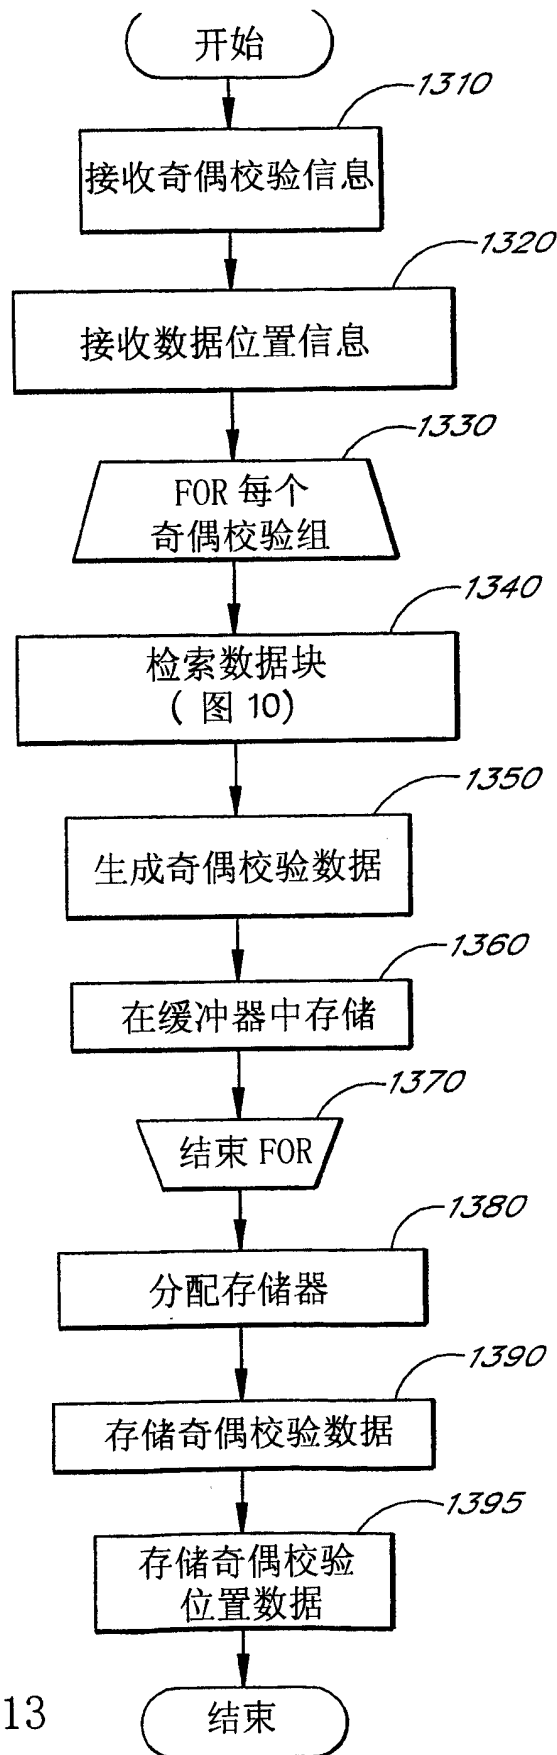 开始
1310
接收奇偶校验信息
1320
接收数据位置信息
1330
FOR 每个
奇偶校验组
1340
检索数据块
( 图 10)
1350
生成奇偶校验数据
1360
在缓冲器中存储
1370
结束 FOR
1380
分配存储器
1390
存储奇偶校验数据
1395
存储奇偶校验
位置数据
结束
13